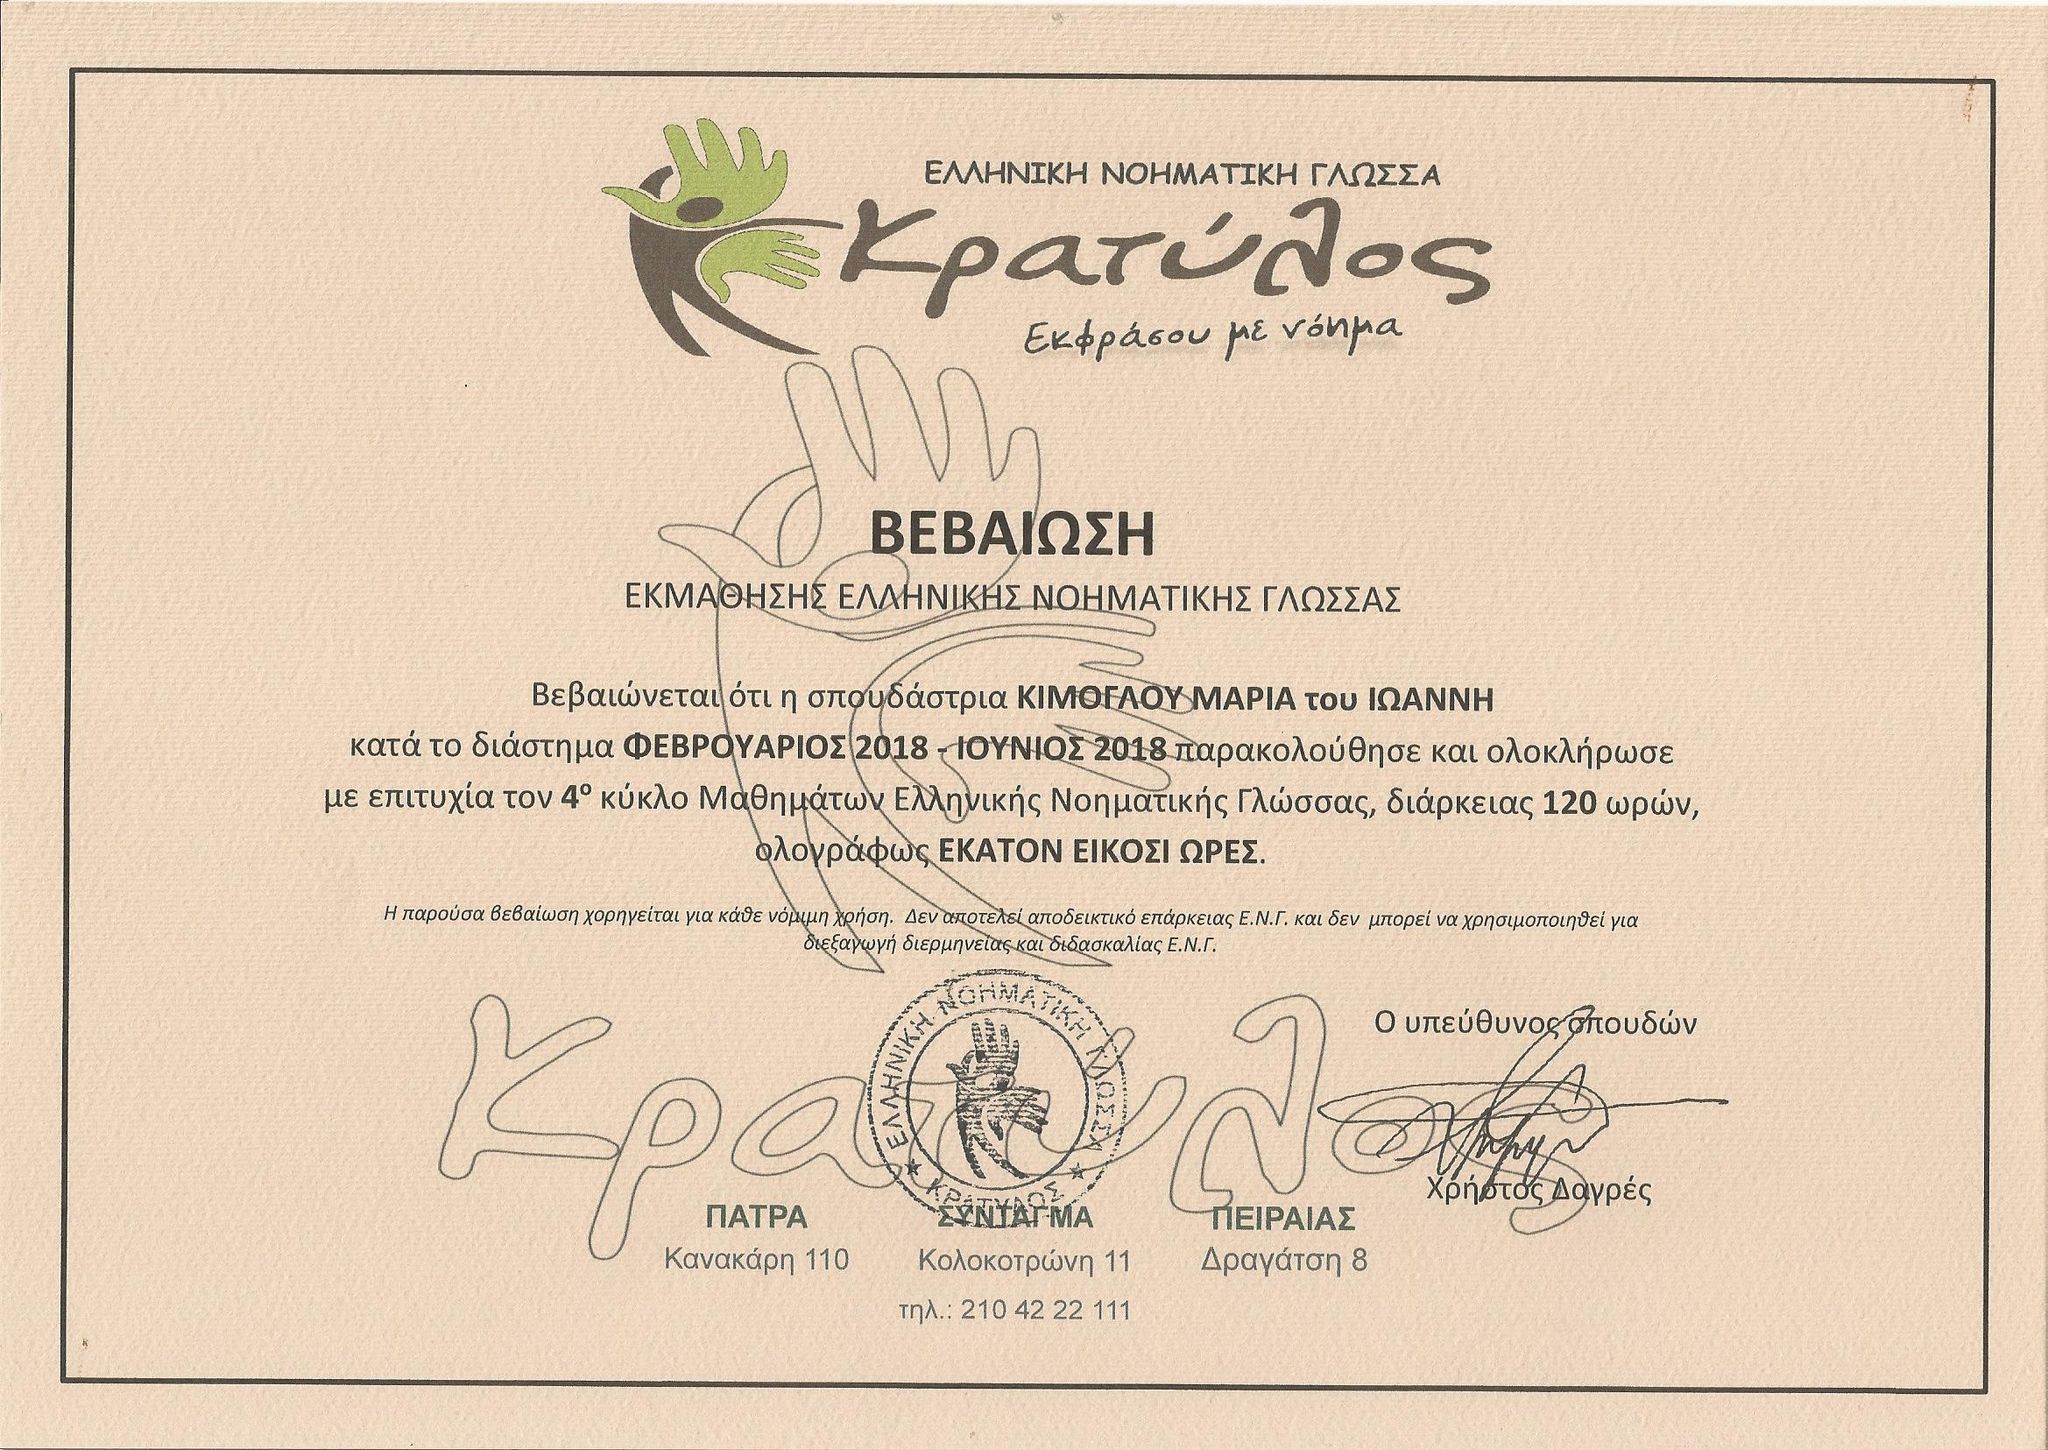 ΕΛΛΗΝΙΚΗ ΝΟΗΜΑΤΙΚΗ ΓΛΩΣΣΑ
Κρατύλος
Εκφράσου με νόημα
ΒΕΒΑΙΩΣΗ
ΕΚΜΑΘΗΣΗΣ ΕΛΛΗΝΙΚΗΣ ΝΟΗΜΑΤΙΚΗΣ ΓΛΩΣΣΑΣ
Βεβαιώνεται ότι η σπουδάστρια ΚΙΜΟΓΛΟΥ ΜΑΡΙΑ του ΙΩΑΝΝΗ
κατά το διάστημα ΦΕΒΡΟΥΑΡΙΟΣ 2018 - ΙΟΥΝΙΟΣ 2018 παρακολούθησε και ολοκλήρωσε
με επιτυχία τον 4ο κύκλο Μαθημάτων Ελληνικής Νοηματικής Γλώσσας, διάρκειας 120 ωρών,
ολογράφως ΕΚΑΤΟΝ ΕΙΚΟΣΙ ΩΡΕΣ.
Η παρούσα βεβαίωση χορηγείται για κάθε νόμιμη χρήση. Δεν αποτελεί αποδεικτικό επάρκειας Ε.Ν.Γ. και δεν μπορεί να χρησιμοποιηθεί για
διεξαγωγή διερμηνείας και διδασκαλίας Ε.Ν.Γ.
Κρατύλος
ΕΛΛΗΝΙΚΗ ΝΟΗΜΑΤΙΚΗ ΓΛΩΣΣΑ
ΚΡΑΤΥΛΟΣ
Ο υπεύθυνος σπουδών
Χρήστος Δαγρές
ΠΑΤΡΑ ΣΥΝΤΑΓΜΑ ΠΕΙΡΑΙΑΣ
Κανακάρη 110 Κολοκοτρώνη 11 Δραγάτση 8
τηλ.: 210 42 22 111